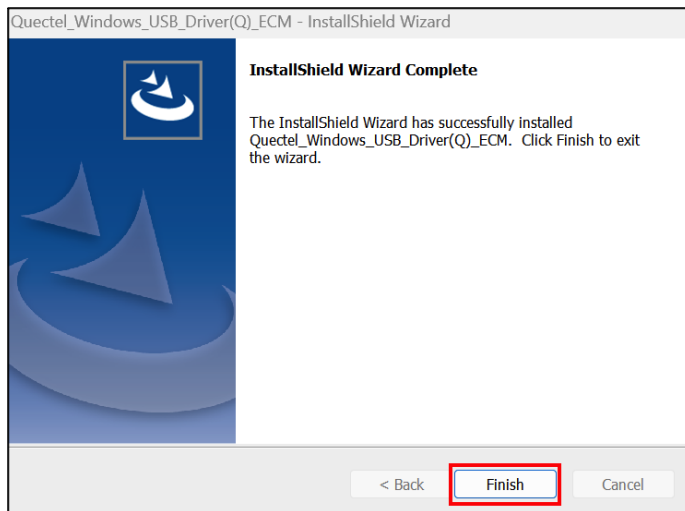 Quectel_Windows_USB_Driver(Q)_ECM - InstallShield Wizard
InstallShield Wizard Complete
The InstallShield Wizard has successfully installed
Quectel_Windows_USB_Driver(Q)_ECM. Click Finish to exit
the wizard.
< Back Finish Cancel